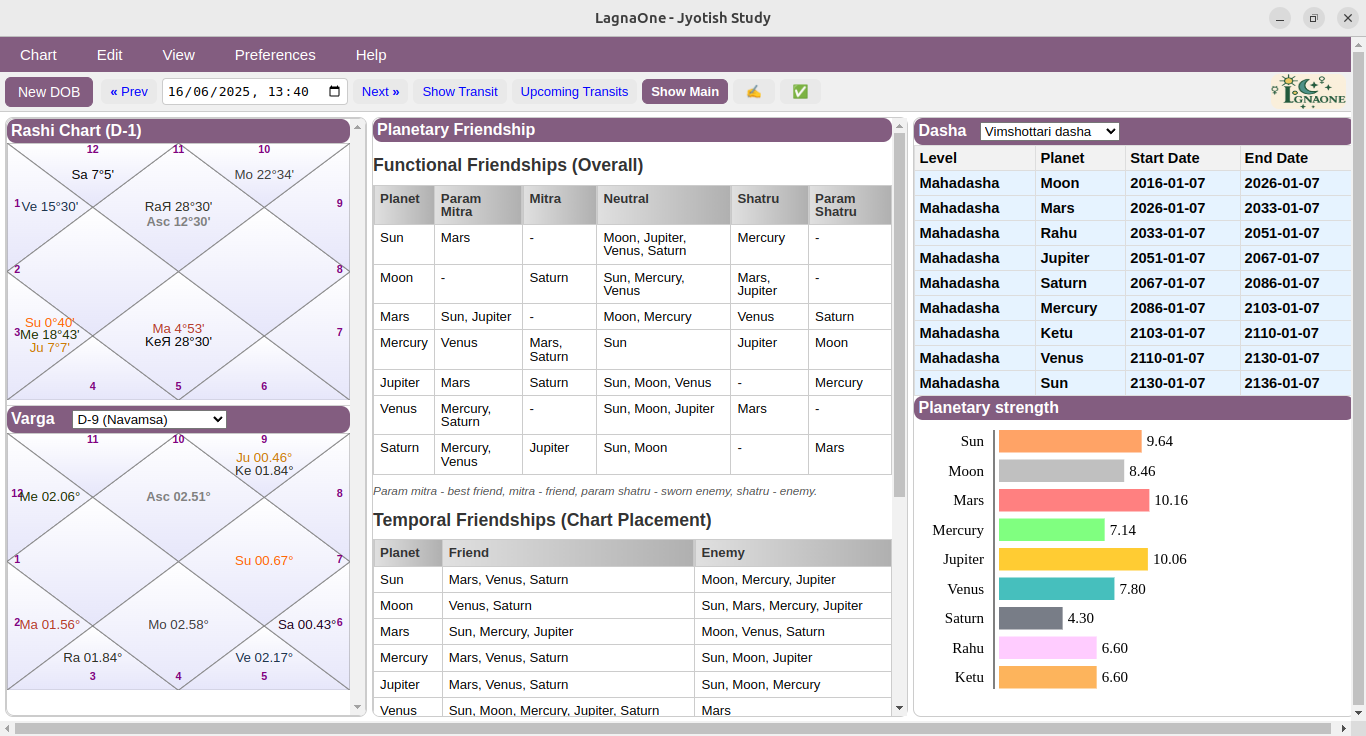 LagnaOne - Jyotish Study
Chart Edit View Preferences Help
New DOB « Prev 16/06/2025, 13:40 Next » Show Transit Upcoming Transits Show Main
LGNAONE
Rashi Chart (D-1)
12 11 10
Sa 7°5' Mo 22°34'
1 Ve 15°30' RaЯ 28°30' 9
Asc 12°30'
2 8
Su 0°40'
3 Me 18°43' Ma 4°53' 7
Ju 7°7' KeЯ 28°30'
4 5 6
Varga D-9 (Navamsa)
11 10 9
Ju 00.46°
Ke 01.84°
12 Me 02.06° Asc 02.51° 8
1 Su 00.67° 7
2 Ma 01.56° Mo 02.58° Sa 00.43° 6
Ra 01.84° Ve 02.17°
3 4 5
Planetary Friendship
Functional Friendships (Overall)
Planet Param Mitra Mitra Neutral Shatru Param Shatru
Sun Mars - Moon, Jupiter, Venus, Saturn Mercury -
Moon - Saturn Sun, Mercury, Venus Mars, Jupiter -
Mars Sun, Jupiter - Moon, Mercury Venus Saturn
Mercury Venus Mars, Saturn Sun Jupiter Moon
Jupiter Mars Saturn Sun, Moon, Venus - Mercury
Venus Mercury, Saturn - Sun, Moon, Jupiter Mars -
Saturn Mercury, Venus Jupiter Sun, Moon - Mars
Param mitra - best friend, mitra - friend, param shatru - sworn enemy, shatru - enemy.
Temporal Friendships (Chart Placement)
Planet Friend Enemy
Sun Mars, Venus, Saturn Moon, Mercury, Jupiter
Moon Venus, Saturn Sun, Mars, Mercury, Jupiter
Mars Sun, Mercury, Jupiter Moon, Venus, Saturn
Mercury Mars, Venus, Saturn Sun, Moon, Jupiter
Jupiter Mars, Venus, Saturn Sun, Moon, Mercury
Venus Sun, Moon, Mercury, Jupiter, Saturn Mars
Dasha Vimshottari dasha
Level Planet Start Date End Date
Mahadasha Moon 2016-01-07 2026-01-07
Mahadasha Mars 2026-01-07 2033-01-07
Mahadasha Rahu 2033-01-07 2051-01-07
Mahadasha Jupiter 2051-01-07 2067-01-07
Mahadasha Saturn 2067-01-07 2086-01-07
Mahadasha Mercury 2086-01-07 2103-01-07
Mahadasha Ketu 2103-01-07 2110-01-07
Mahadasha Venus 2110-01-07 2130-01-07
Mahadasha Sun 2130-01-07 2136-01-07
Planetary strength
Sun 9.64
Moon 8.46
Mars 10.16
Mercury 7.14
Jupiter 10.06
Venus 7.80
Saturn 4.30
Rahu 6.60
Ketu 6.60